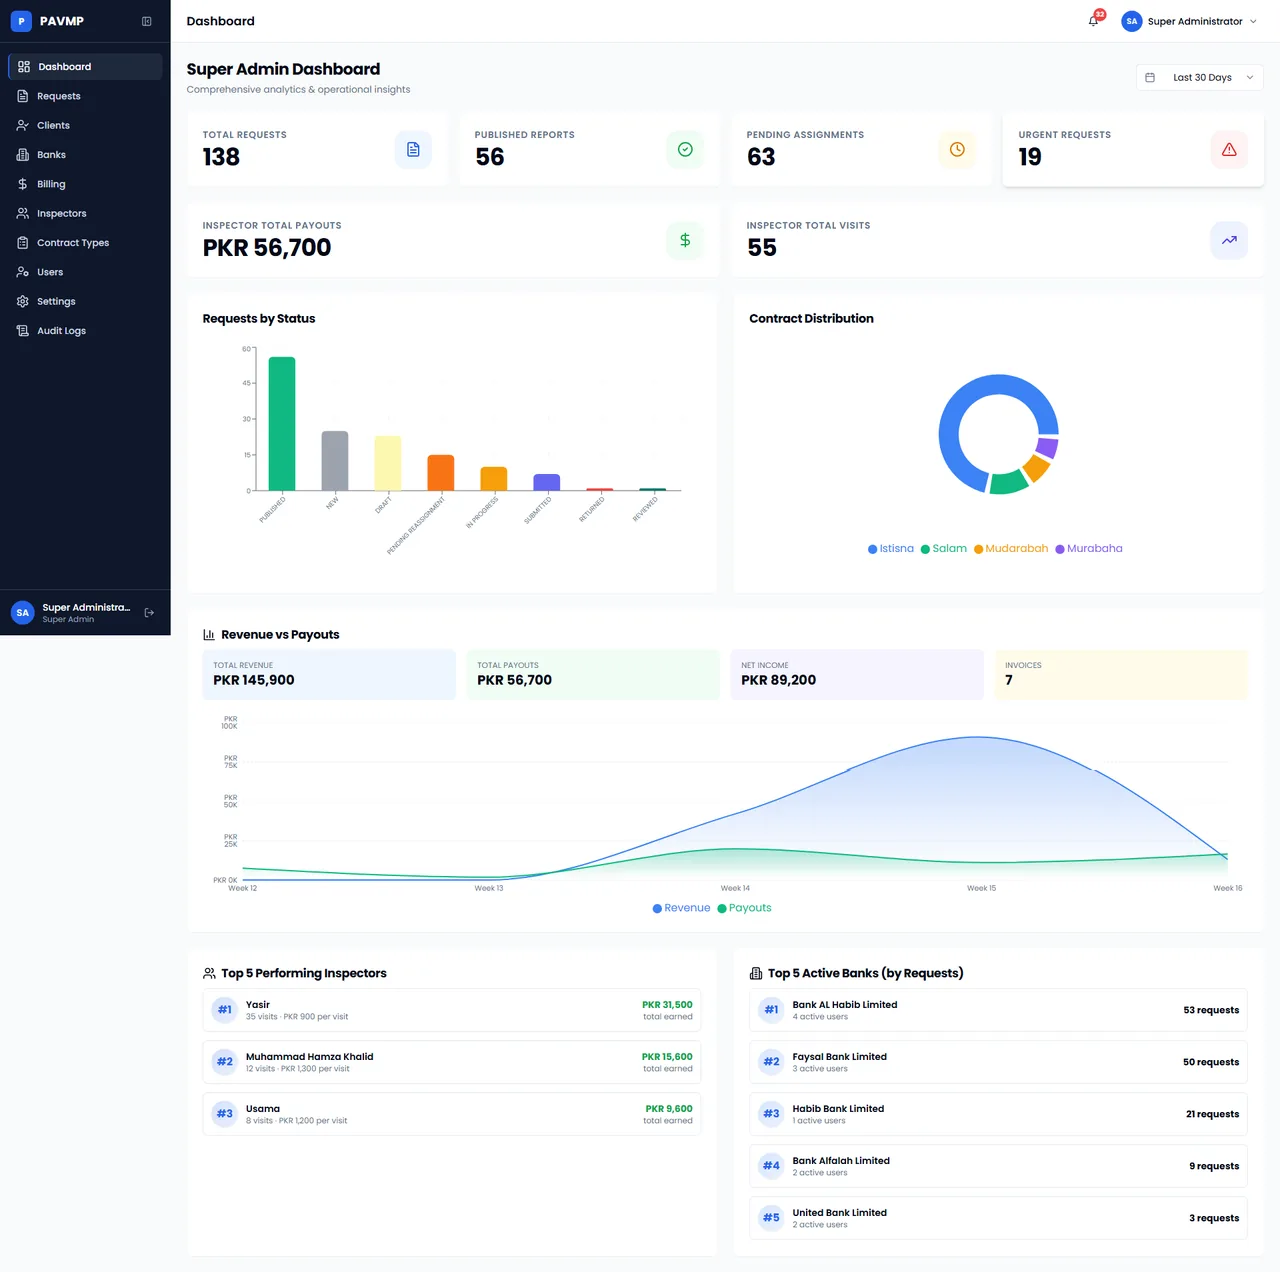 P PAVMP
Dashboard
Requests
Clients
Banks
Billing
Inspectors
Contract Types
Users
Settings
Audit Logs
SA Super Administra...
Super Admin
Dashboard
32
SA Super Administrator
Super Admin Dashboard
Comprehensive analytics & operational insights
Last 30 Days
TOTAL REQUESTS
138
PUBLISHED REPORTS
56
PENDING ASSIGNMENTS
63
URGENT REQUESTS
19
INSPECTOR TOTAL PAYOUTS
PKR 56,700
INSPECTOR TOTAL VISITS
55
Requests by Status
60
45
30
15
0
PUBLISHED
NEW
DRAFT
PENDING REASSIGNMENT
IN PROGRESS
SUBMITTED
RETURNED
REVIEWED
Contract Distribution
Istisna Salam Mudarabah Murabaha
Revenue vs Payouts
TOTAL REVENUE
PKR 145,900
TOTAL PAYOUTS
PKR 56,700
NET INCOME
PKR 89,200
INVOICES
7
PKR
100K
PKR
75K
PKR
50K
PKR
25K
PKR 0K
Week 12
Week 13
Week 14
Week 15
Week 16
Revenue Payouts
Top 5 Performing Inspectors
#1
Yasir
35 visits · PKR 900 per visit
PKR 31,500
total earned
#2
Muhammad Hamza Khalid
12 visits · PKR 1,300 per visit
PKR 15,600
total earned
#3
Usama
8 visits · PKR 1,200 per visit
PKR 9,600
total earned
Top 5 Active Banks (by Requests)
#1
Bank AL Habib Limited
4 active users
53 requests
#2
Faysal Bank Limited
3 active users
50 requests
#3
Habib Bank Limited
1 active users
21 requests
#4
Bank Alfalah Limited
2 active users
9 requests
#5
United Bank Limited
2 active users
3 requests